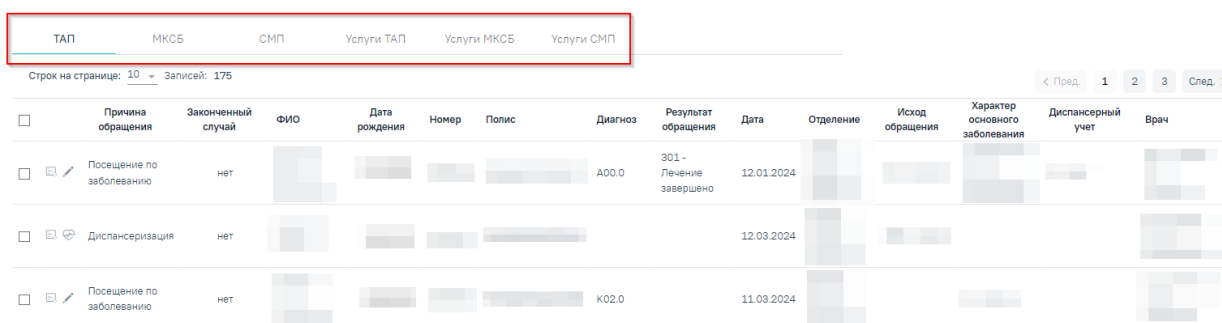 ТАП МКСБ СМП Услуги ТАП Услуги МКСБ Услуги СМП
Строк на странице: 10 Записей: 175
< Пред. 1 2 3 След.
Причина обращения Законченный случай ФИО Дата рождения Номер Полис Диагноз Результат обращения Дата Отделение Исход обращения Характер основного заболевания Диспансерный учет Врач
Посещение по заболеванию нет A00.0 301 - Лечение завершено 12.01.2024
Диспансеризация нет 12.03.2024
Посещение по заболеванию нет K02.0 11.03.2024